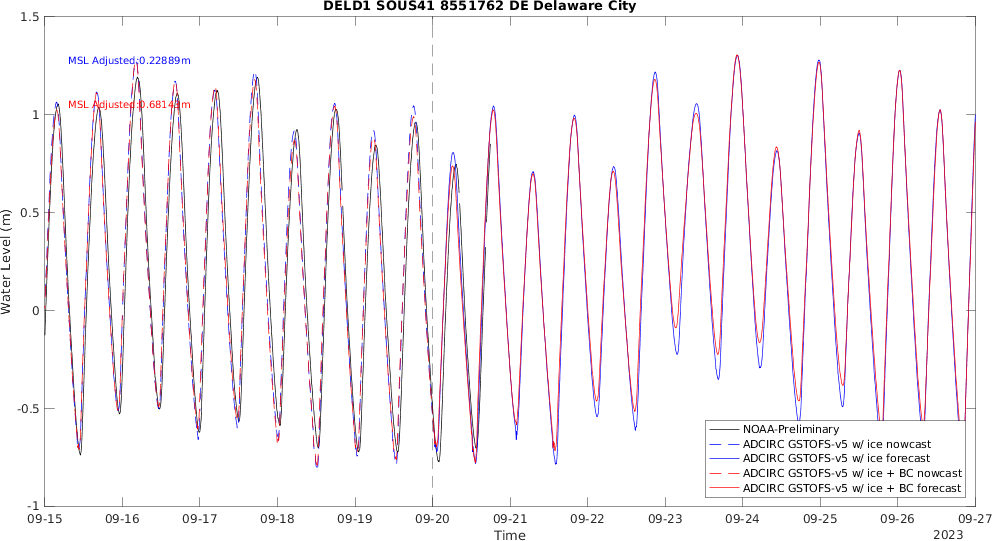 DELD1 SOUS41 8551762 DE Delaware City
1.5
MSL Adjusted:0.22889m
MSL Adjusted:0.6814
1
0.5
Water Level (m)
0
-0.5
-1
NOAA-Preliminary
ADCIRC GSTOFS-v5 w/ ice nowcast
ADCIRC GSTOFS-v5 w/ ice forecast
ADCIRC GSTOFS-v5 w/ ice + BC nowcast
ADCIRC GSTOFS-v5 w/ ice + BC forecast
09-15 09-16 09-17 09-18 09-19 09-20 09-21 09-22 09-23 09-24 09-25 09-26 09-27
Time
2023